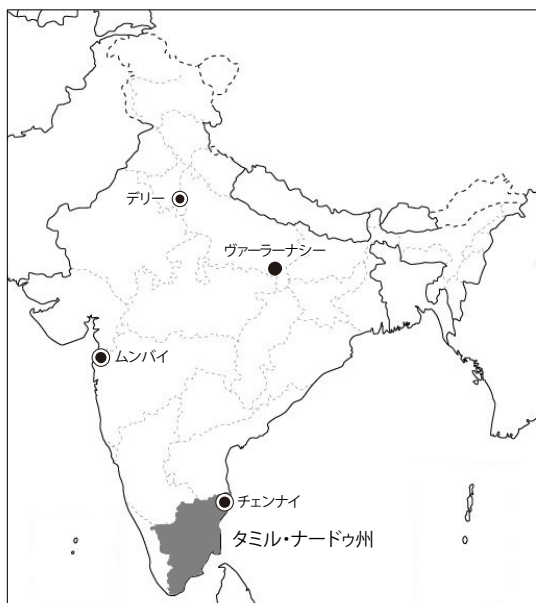 デリー
ヴァーラーナシー
ムンバイ
チェンナイ
タミル・ナードゥ州